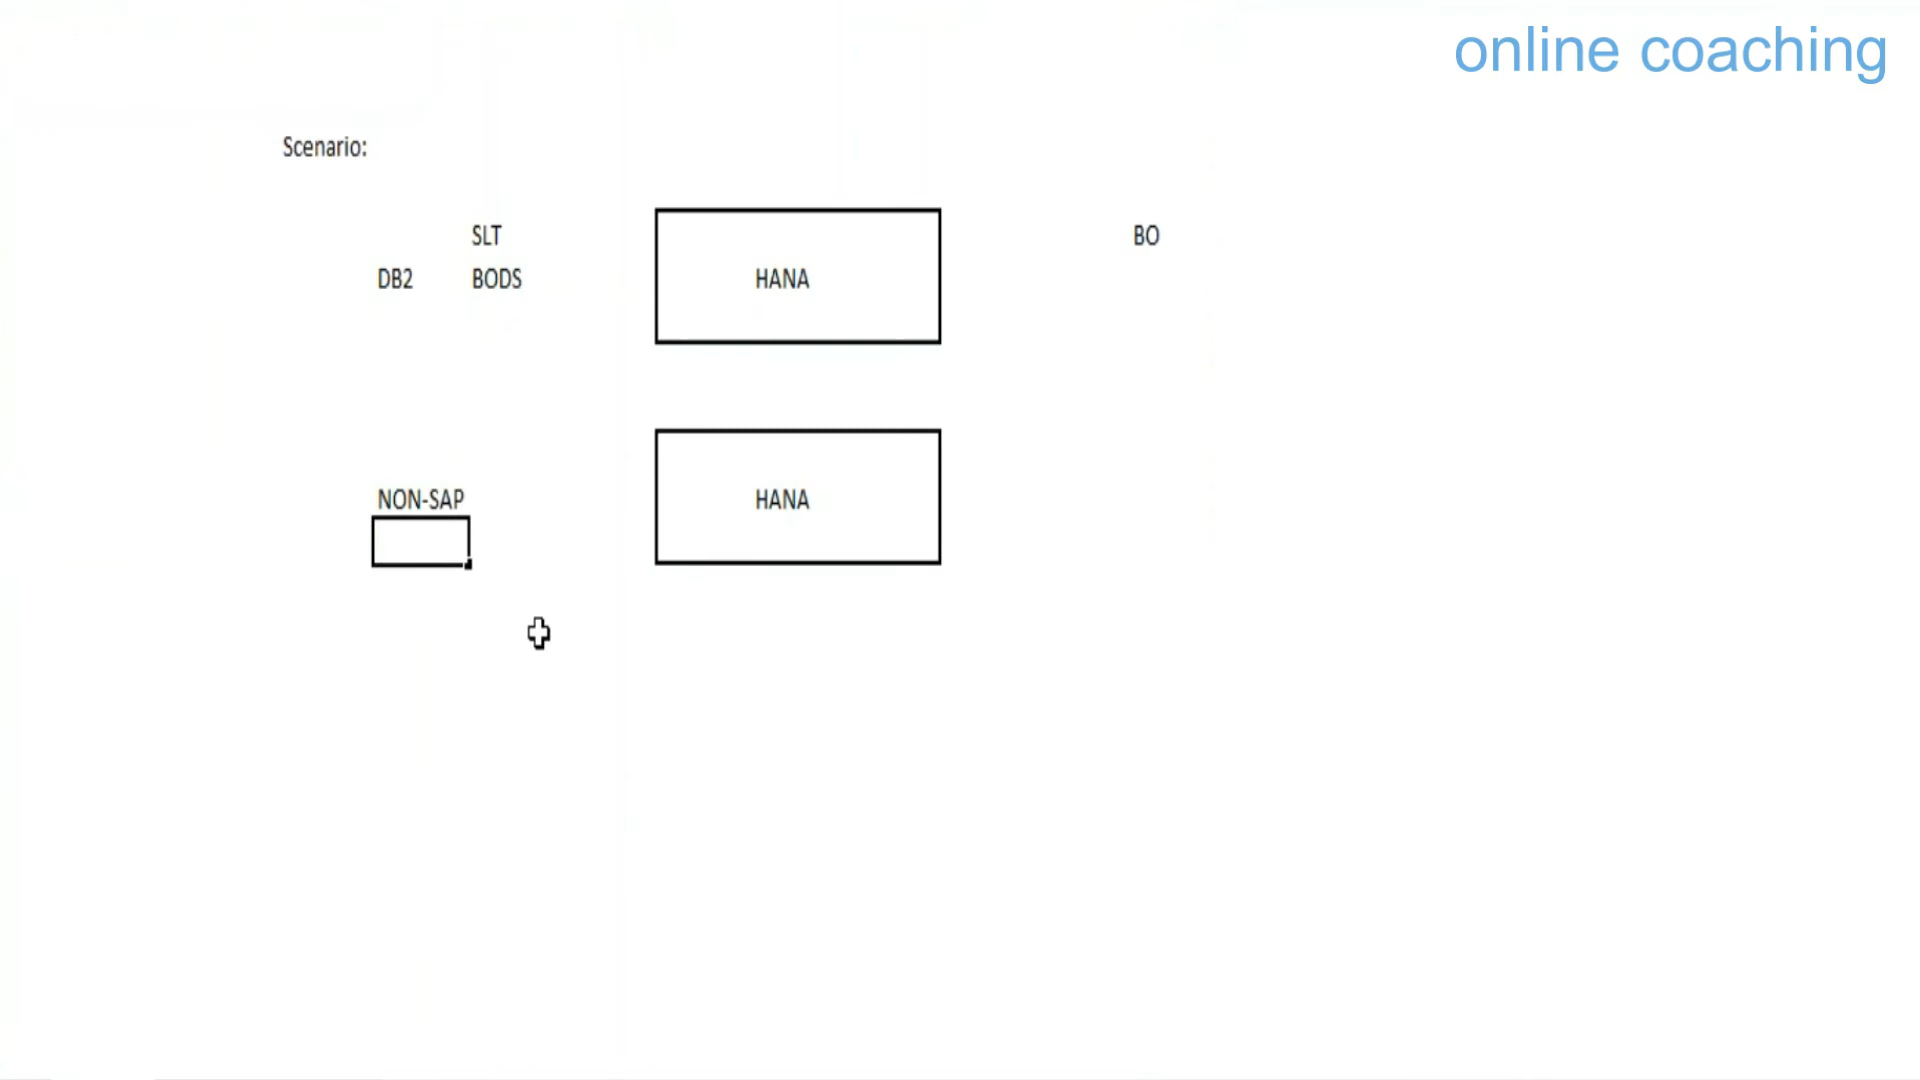 online coaching
Scenario:
SLT BO
DB2 BODS HANA
NON-SAP HANA